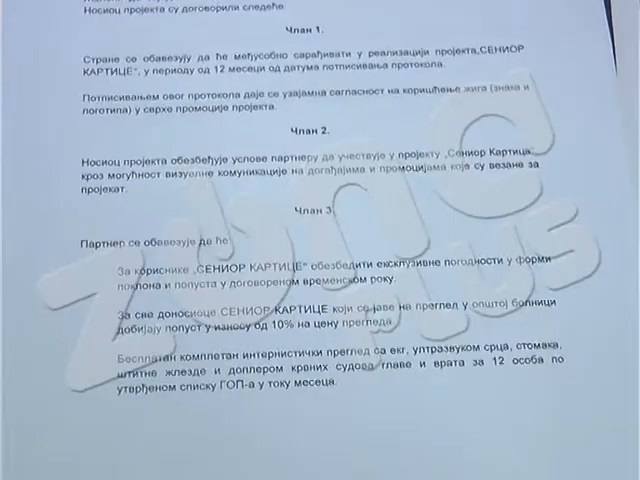 Носиоц пројекта су договорили следеће
Члан 1.
Стране се обавезују да ће међусобно сарађивати у реализацији пројекта„СЕНИОР
КАРТИЦЕ“, у периоду од 12 месеци од датума потписивања протокола.
Потписивањем овог протокола даје се узајамна сагласност на коришћење жига (знака и
логотипа) у сврхе промоције пројекта.
Члан 2.
Носиоц пројекта обезбеђује услове партнеру да учествује у пројекту „Сениор Картица;
кроз могућност визуелне комуникације на догађајима и промоцијама које су везане за
пројекат.
Члан 3.
Партнер се обавезује да ће
За кориснике „СЕНИОР КАРТИЦЕ“ обезбедити ексклузивне погодности у форми
поклона и попуста у договореном временском року.
За све доносиоце СЕНИОР КАРТИЦЕ који се јаве на преглед у општој болници
добијају попуст у износу од 10% на цену прегледа
Бесплатан комплетан интернистички преглед са екг, ултразвуком срца, стомака,
штитне жлезде и доплером крвних судова главе и врата за 12 особа по
утврђеном списку ГОП-а у току месеца.
Zona
plus